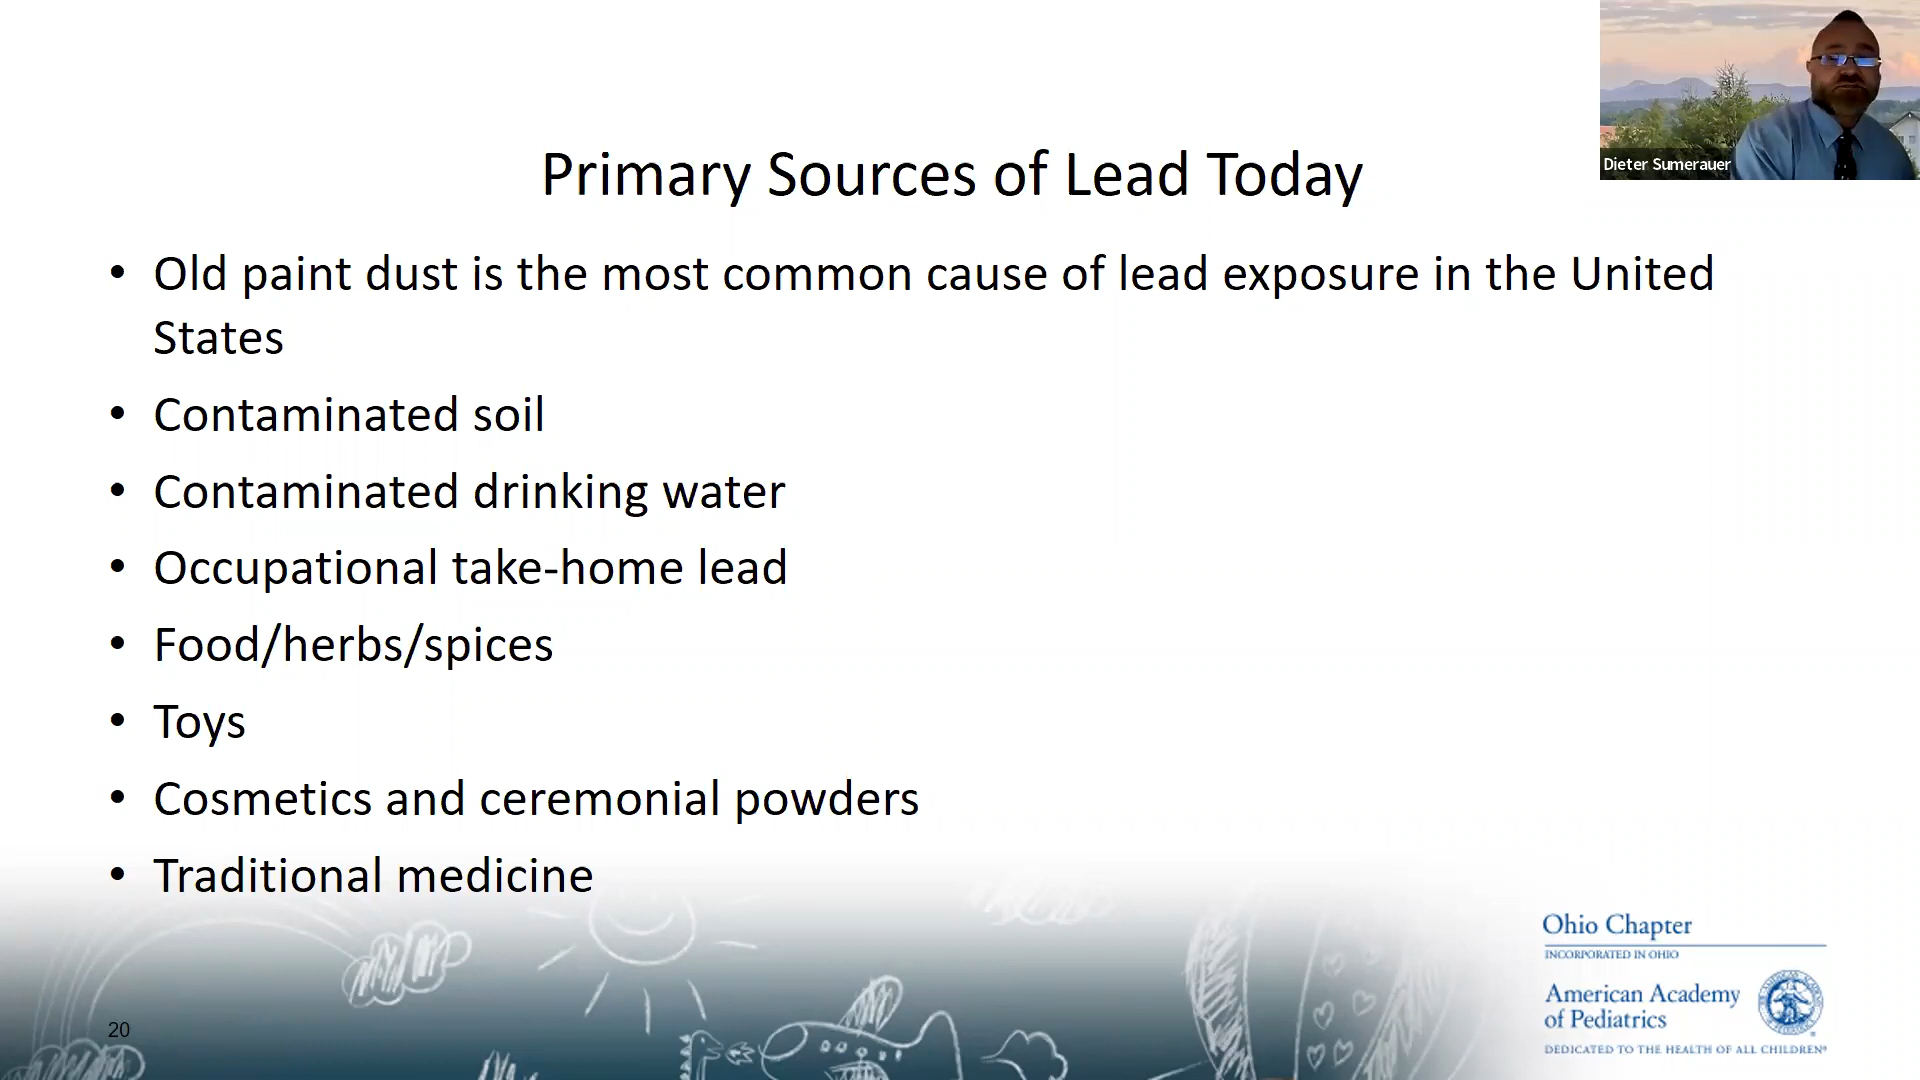 Dieter Sumerauer
Primary Sources of Lead Today
• Old paint dust is the most common cause of lead exposure in the United
States
• Contaminated soil
• Contaminated drinking water
• Occupational take-home lead
• Food/herbs/spices
• Toys
• Cosmetics and ceremonial powders
• Traditional medicine
Ohio Chapter
INCORPORATED IN OHIO
American Academy
of Pediatrics
DEDICATED TO THE HEALTH OF ALL CHILDREN®
20